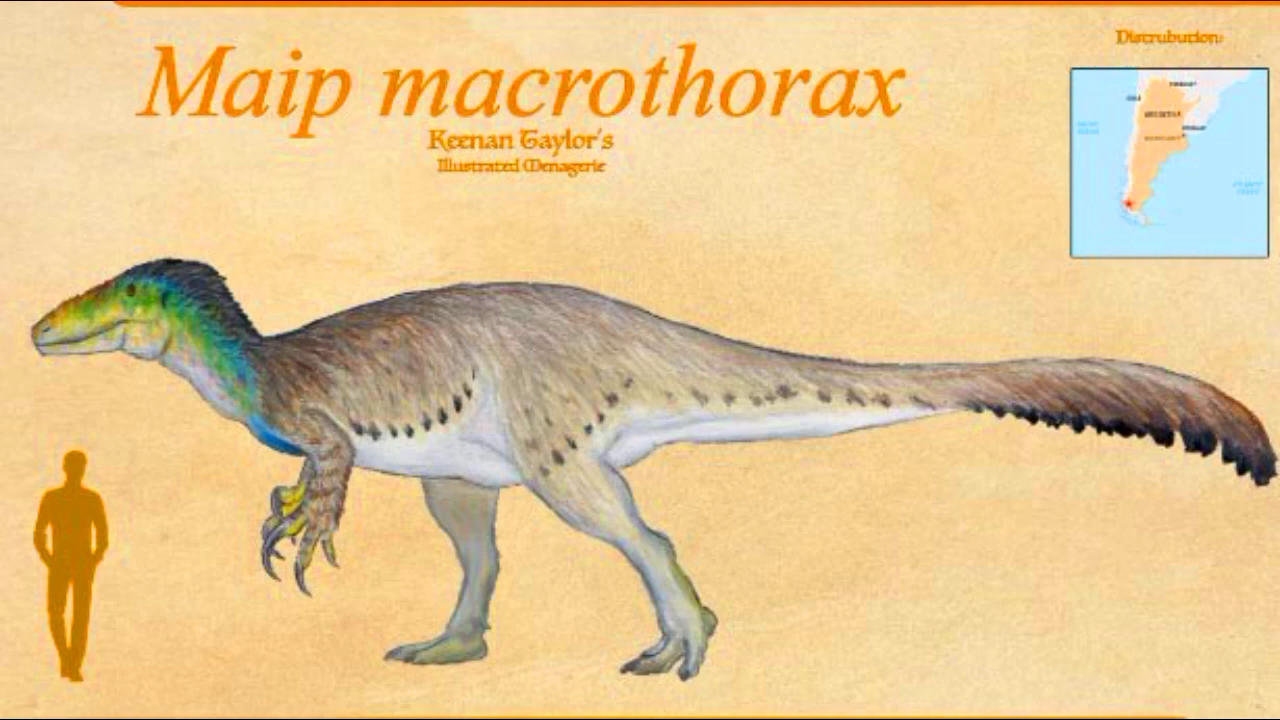 Maip macrothorax
Keenan Taylor's
Illustrated Menagerie
Distrubution: